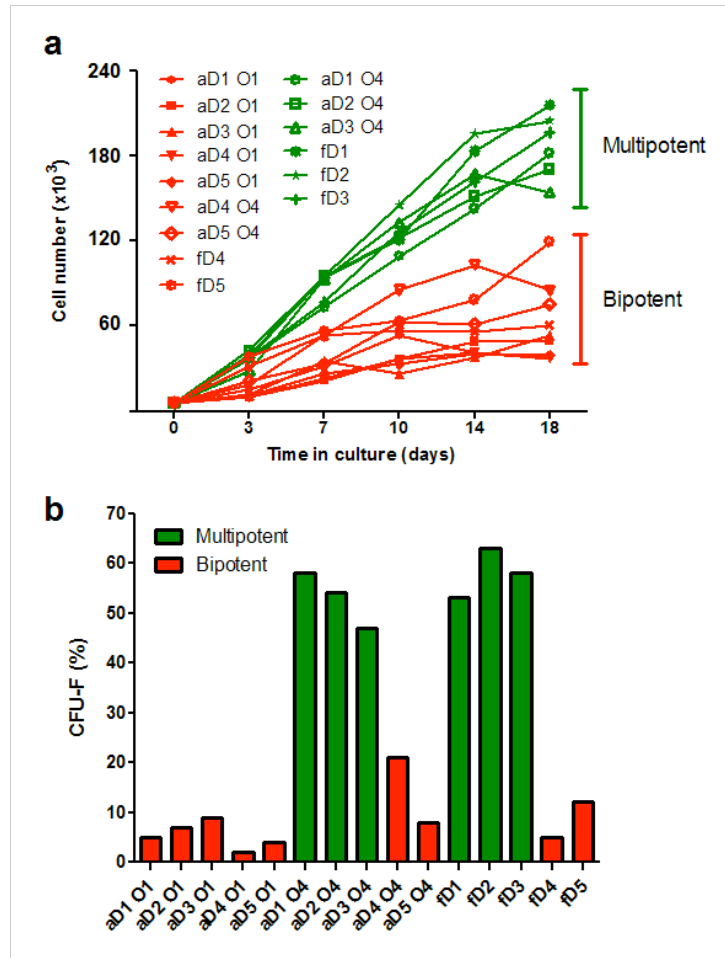 a
240
180
120
60
Cell number (x10³)
aD1 O1
aD2 O1
aD3 O1
aD4 O1
aD5 O1
aD4 O4
aD5 O4
fD4
fD5
aD1 O4
aD2 O4
aD3 O4
fD1
fD2
fD3
Multipotent
Bipotent
0 3 7 10 14 18
Time in culture (days)
b
70
60
50
40
30
20
10
0
CFU-F (%)
Multipotent
Bipotent
aD1 O1
aD2 O1
aD3 O1
aD4 O1
aD5 O1
aD1 O4
aD2 O4
aD3 O4
aD4 O4
aD5 O4
fD1
fD2
fD3
fD4
fD5